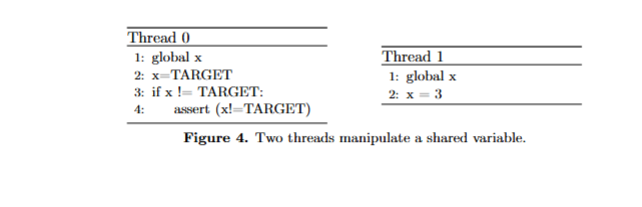 Thread 0
1: global x
2: x=TARGET
3: if x != TARGET:
4: assert (x!=TARGET)
Thread 1
1: global x
2: x = 3
Figure 4. Two threads manipulate a shared variable.